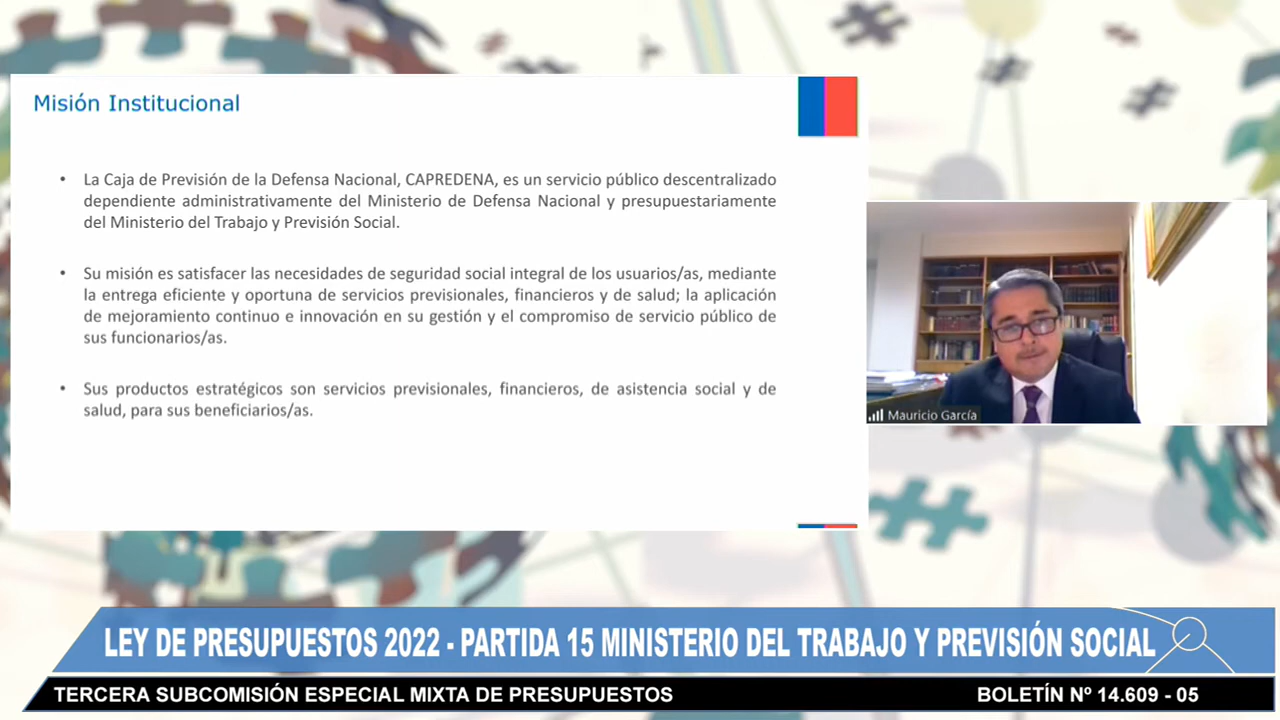 Misión Institucional
• La Caja de Previsión de la Defensa Nacional, CAPREDENA, es un servicio público descentralizado
dependiente administrativamente del Ministerio de Defensa Nacional y presupuestariamente
del Ministerio del Trabajo y Previsión Social.
• Su misión es satisfacer las necesidades de seguridad social integral de los usuarios/as, mediante
la entrega eficiente y oportuna de servicios previsionales, financieros y de salud; la aplicación
de mejoramiento continuo e innovación en su gestión y el compromiso de servicio público de
sus funcionarios/as.
• Sus productos estratégicos son servicios previsionales, financieros, de asistencia social y de
salud, para sus beneficiarios/as.
Mauricio García
LEY DE PRESUPUESTOS 2022 - PARTIDA 15 MINISTERIO DEL TRABAJO Y PREVISIÓN SOCIAL
TERCERA SUBCOMISIÓN ESPECIAL MIXTA DE PRESUPUESTOS
BOLETÍN Nº 14.609 - 05